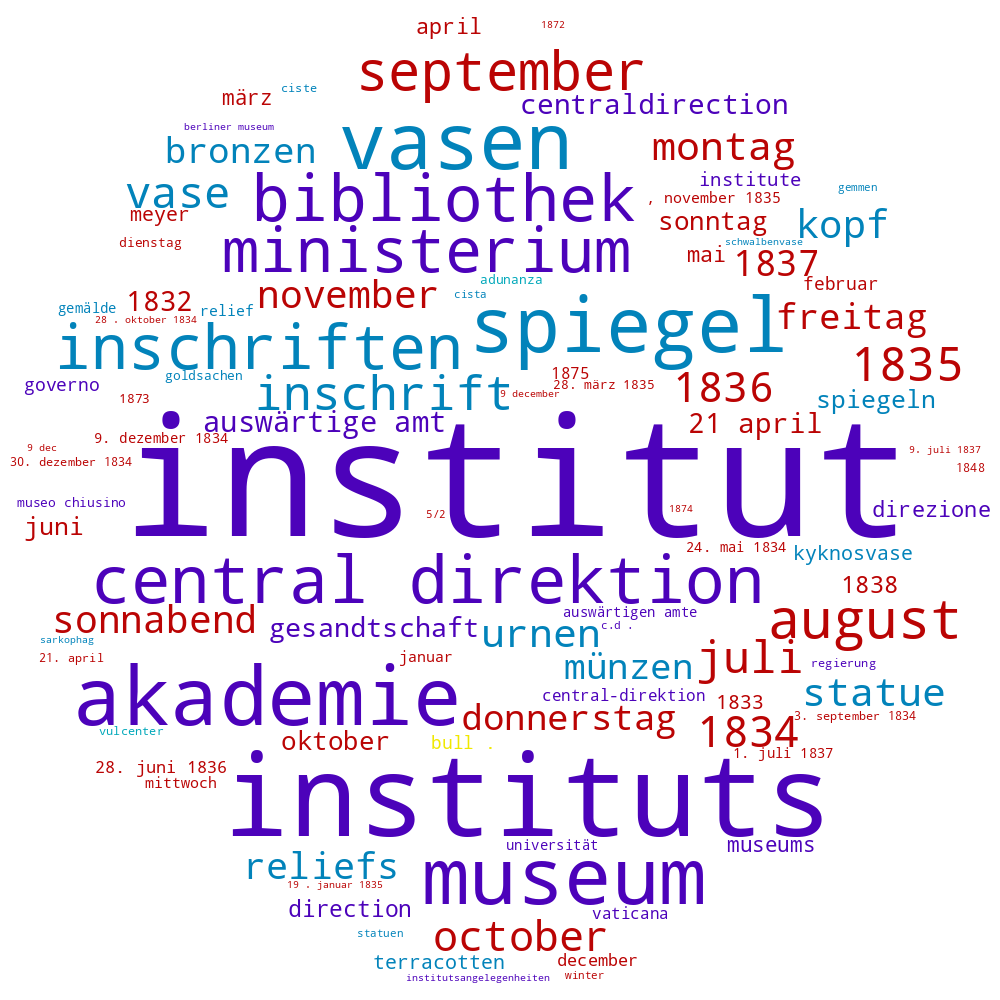 april
1872
september
ciste
märz
centraldirection
berliner museum
vasen
bronzen
montag
institute
vase
bibliothek
gemmen
, november 1835
meyer
sonntag
kopf
dienstag
ministerium
schwalbenvase
mai
1837
adunanza
februar
november
cista
1832
gemälde
relief
28 . oktober 1834
spiegel
freitag
inschriften
1835
goldsachen
1875
governo
28. märz 1835
1836
inschrift
9 december
1873
spiegeln
auswärtige amt
21 april
9. dezember 1834
9 dec
9. juli 1837
30. dezember 1834
1848
institut
museo chiusino
5/2
1874
direzione
juni
24. mai 1834
kyknosvase
central direktion
1838
auswärtigen amte
sonnabend
gesandtschaft
c.d .
august
urnen
sarkophag
21. april
januar
juli
regierung
münzen
akademie
central-direktion
statue
1833
donnerstag
3. september 1834
vulcenter
oktober
bull .
1834
1. juli 1837
28. juni 1836
mittwoch
instituts
universität
museums
reliefs
museum
19 . januar 1835
direction
vaticana
statuen
october
terracotten
december
institutsangelegenheiten
winter